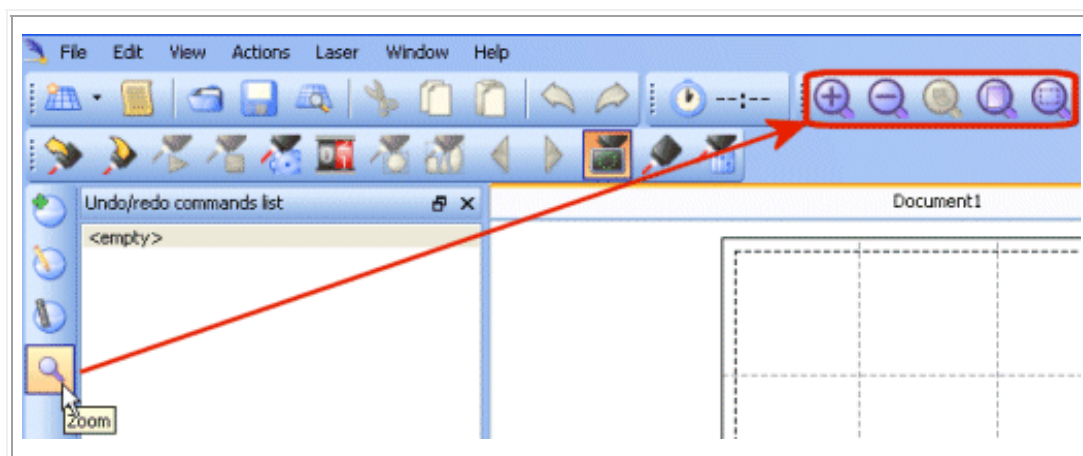 File Edit View Actions Laser Window Help
--:--
Undo/redo commands list
Document1
<empty>
Zoom